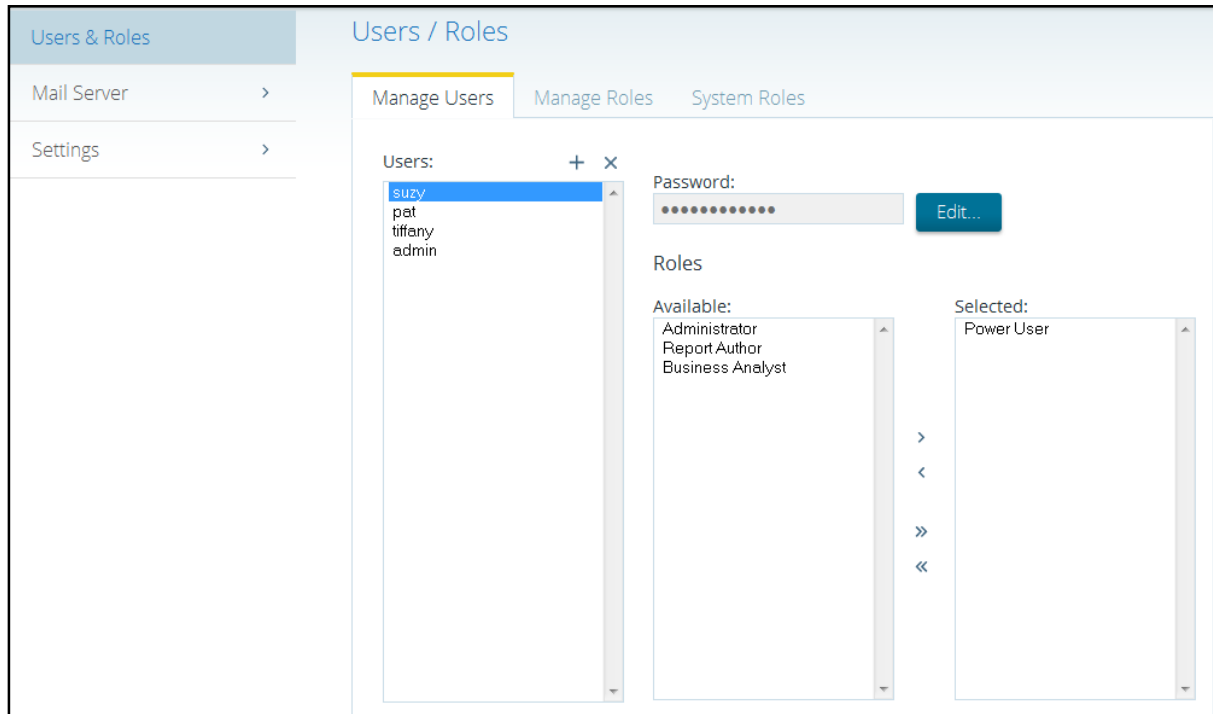 Users & Roles
Mail Server
Settings
Users / Roles
Manage Users
Manage Roles
System Roles
Users:
suzy
pat
tiffany
admin
Password:
••••••••••••
Edit...
Roles
Available:
Administrator
Report Author
Business Analyst
Selected:
Power User